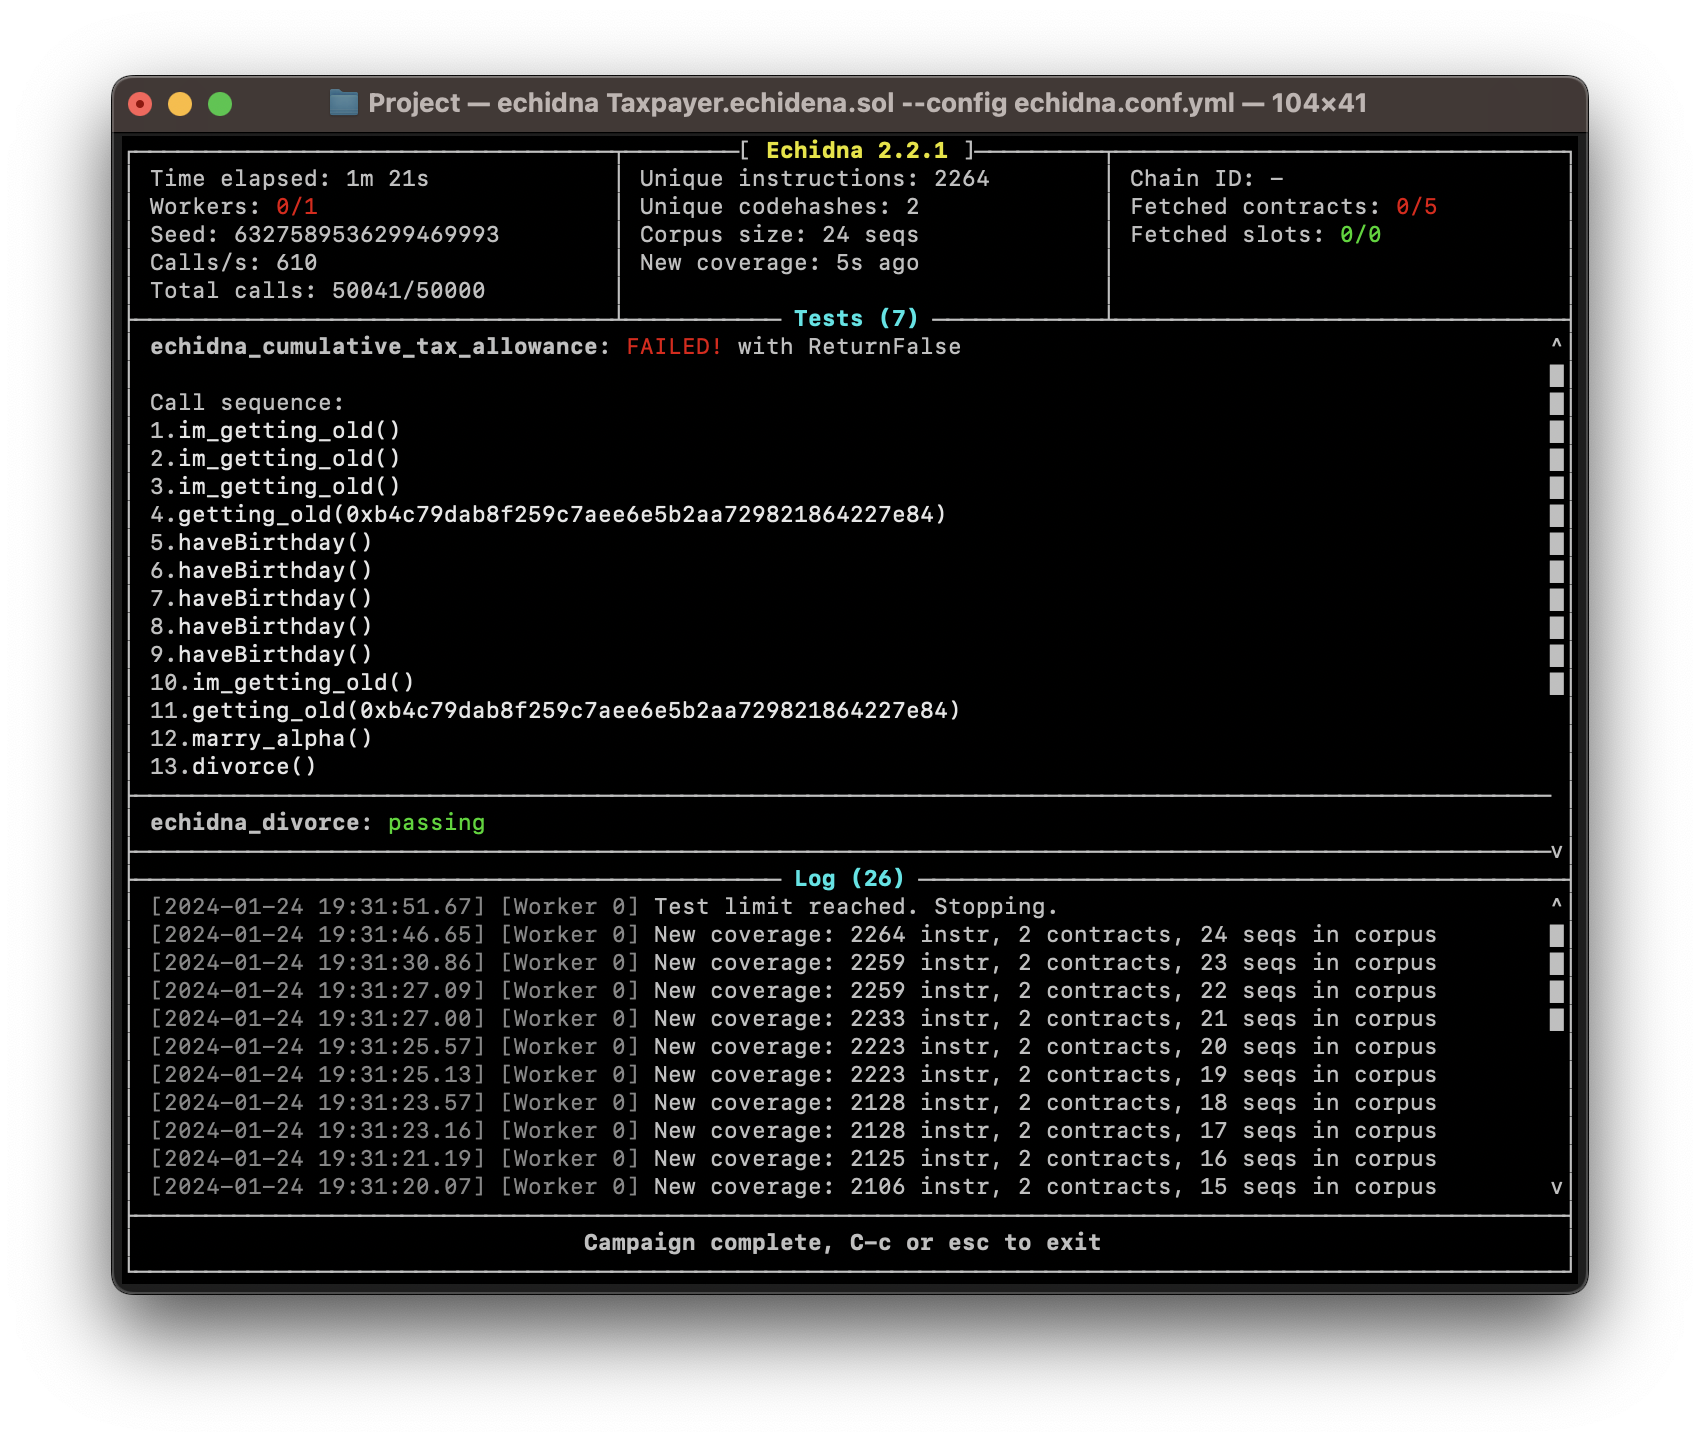 Project — echidna Taxpayer.echidena.sol --config echidna.conf.yml — 104×41
[ Echidna 2.2.1 ]
Time elapsed: 1m 21s
Workers: 0/1
Seed: 6327589536299469993
Calls/s: 610
Total calls: 50041/50000
Unique instructions: 2264
Unique codehashes: 2
Corpus size: 24 seqs
New coverage: 5s ago
Chain ID: -
Fetched contracts: 0/5
Fetched slots: 0/0
Tests (7)
echidna_cumulative_tax_allowance: FAILED! with ReturnFalse
Call sequence:
1.im_getting_old()
2.im_getting_old()
3.im_getting_old()
4.getting_old(0xb4c79dab8f259c7aee6e5b2aa729821864227e84)
5.haveBirthday()
6.haveBirthday()
7.haveBirthday()
8.haveBirthday()
9.haveBirthday()
10.im_getting_old()
11.getting_old(0xb4c79dab8f259c7aee6e5b2aa729821864227e84)
12.marry_alpha()
13.divorce()
echidna_divorce: passing
Log (26)
[2024-01-24 19:31:51.67] [Worker 0] Test limit reached. Stopping.
[2024-01-24 19:31:46.65] [Worker 0] New coverage: 2264 instr, 2 contracts, 24 seqs in corpus
[2024-01-24 19:31:30.86] [Worker 0] New coverage: 2259 instr, 2 contracts, 23 seqs in corpus
[2024-01-24 19:31:27.09] [Worker 0] New coverage: 2259 instr, 2 contracts, 22 seqs in corpus
[2024-01-24 19:31:27.00] [Worker 0] New coverage: 2233 instr, 2 contracts, 21 seqs in corpus
[2024-01-24 19:31:25.57] [Worker 0] New coverage: 2223 instr, 2 contracts, 20 seqs in corpus
[2024-01-24 19:31:25.13] [Worker 0] New coverage: 2223 instr, 2 contracts, 19 seqs in corpus
[2024-01-24 19:31:23.57] [Worker 0] New coverage: 2128 instr, 2 contracts, 18 seqs in corpus
[2024-01-24 19:31:23.16] [Worker 0] New coverage: 2128 instr, 2 contracts, 17 seqs in corpus
[2024-01-24 19:31:21.19] [Worker 0] New coverage: 2125 instr, 2 contracts, 16 seqs in corpus
[2024-01-24 19:31:20.07] [Worker 0] New coverage: 2106 instr, 2 contracts, 15 seqs in corpus
Campaign complete, C-c or esc to exit